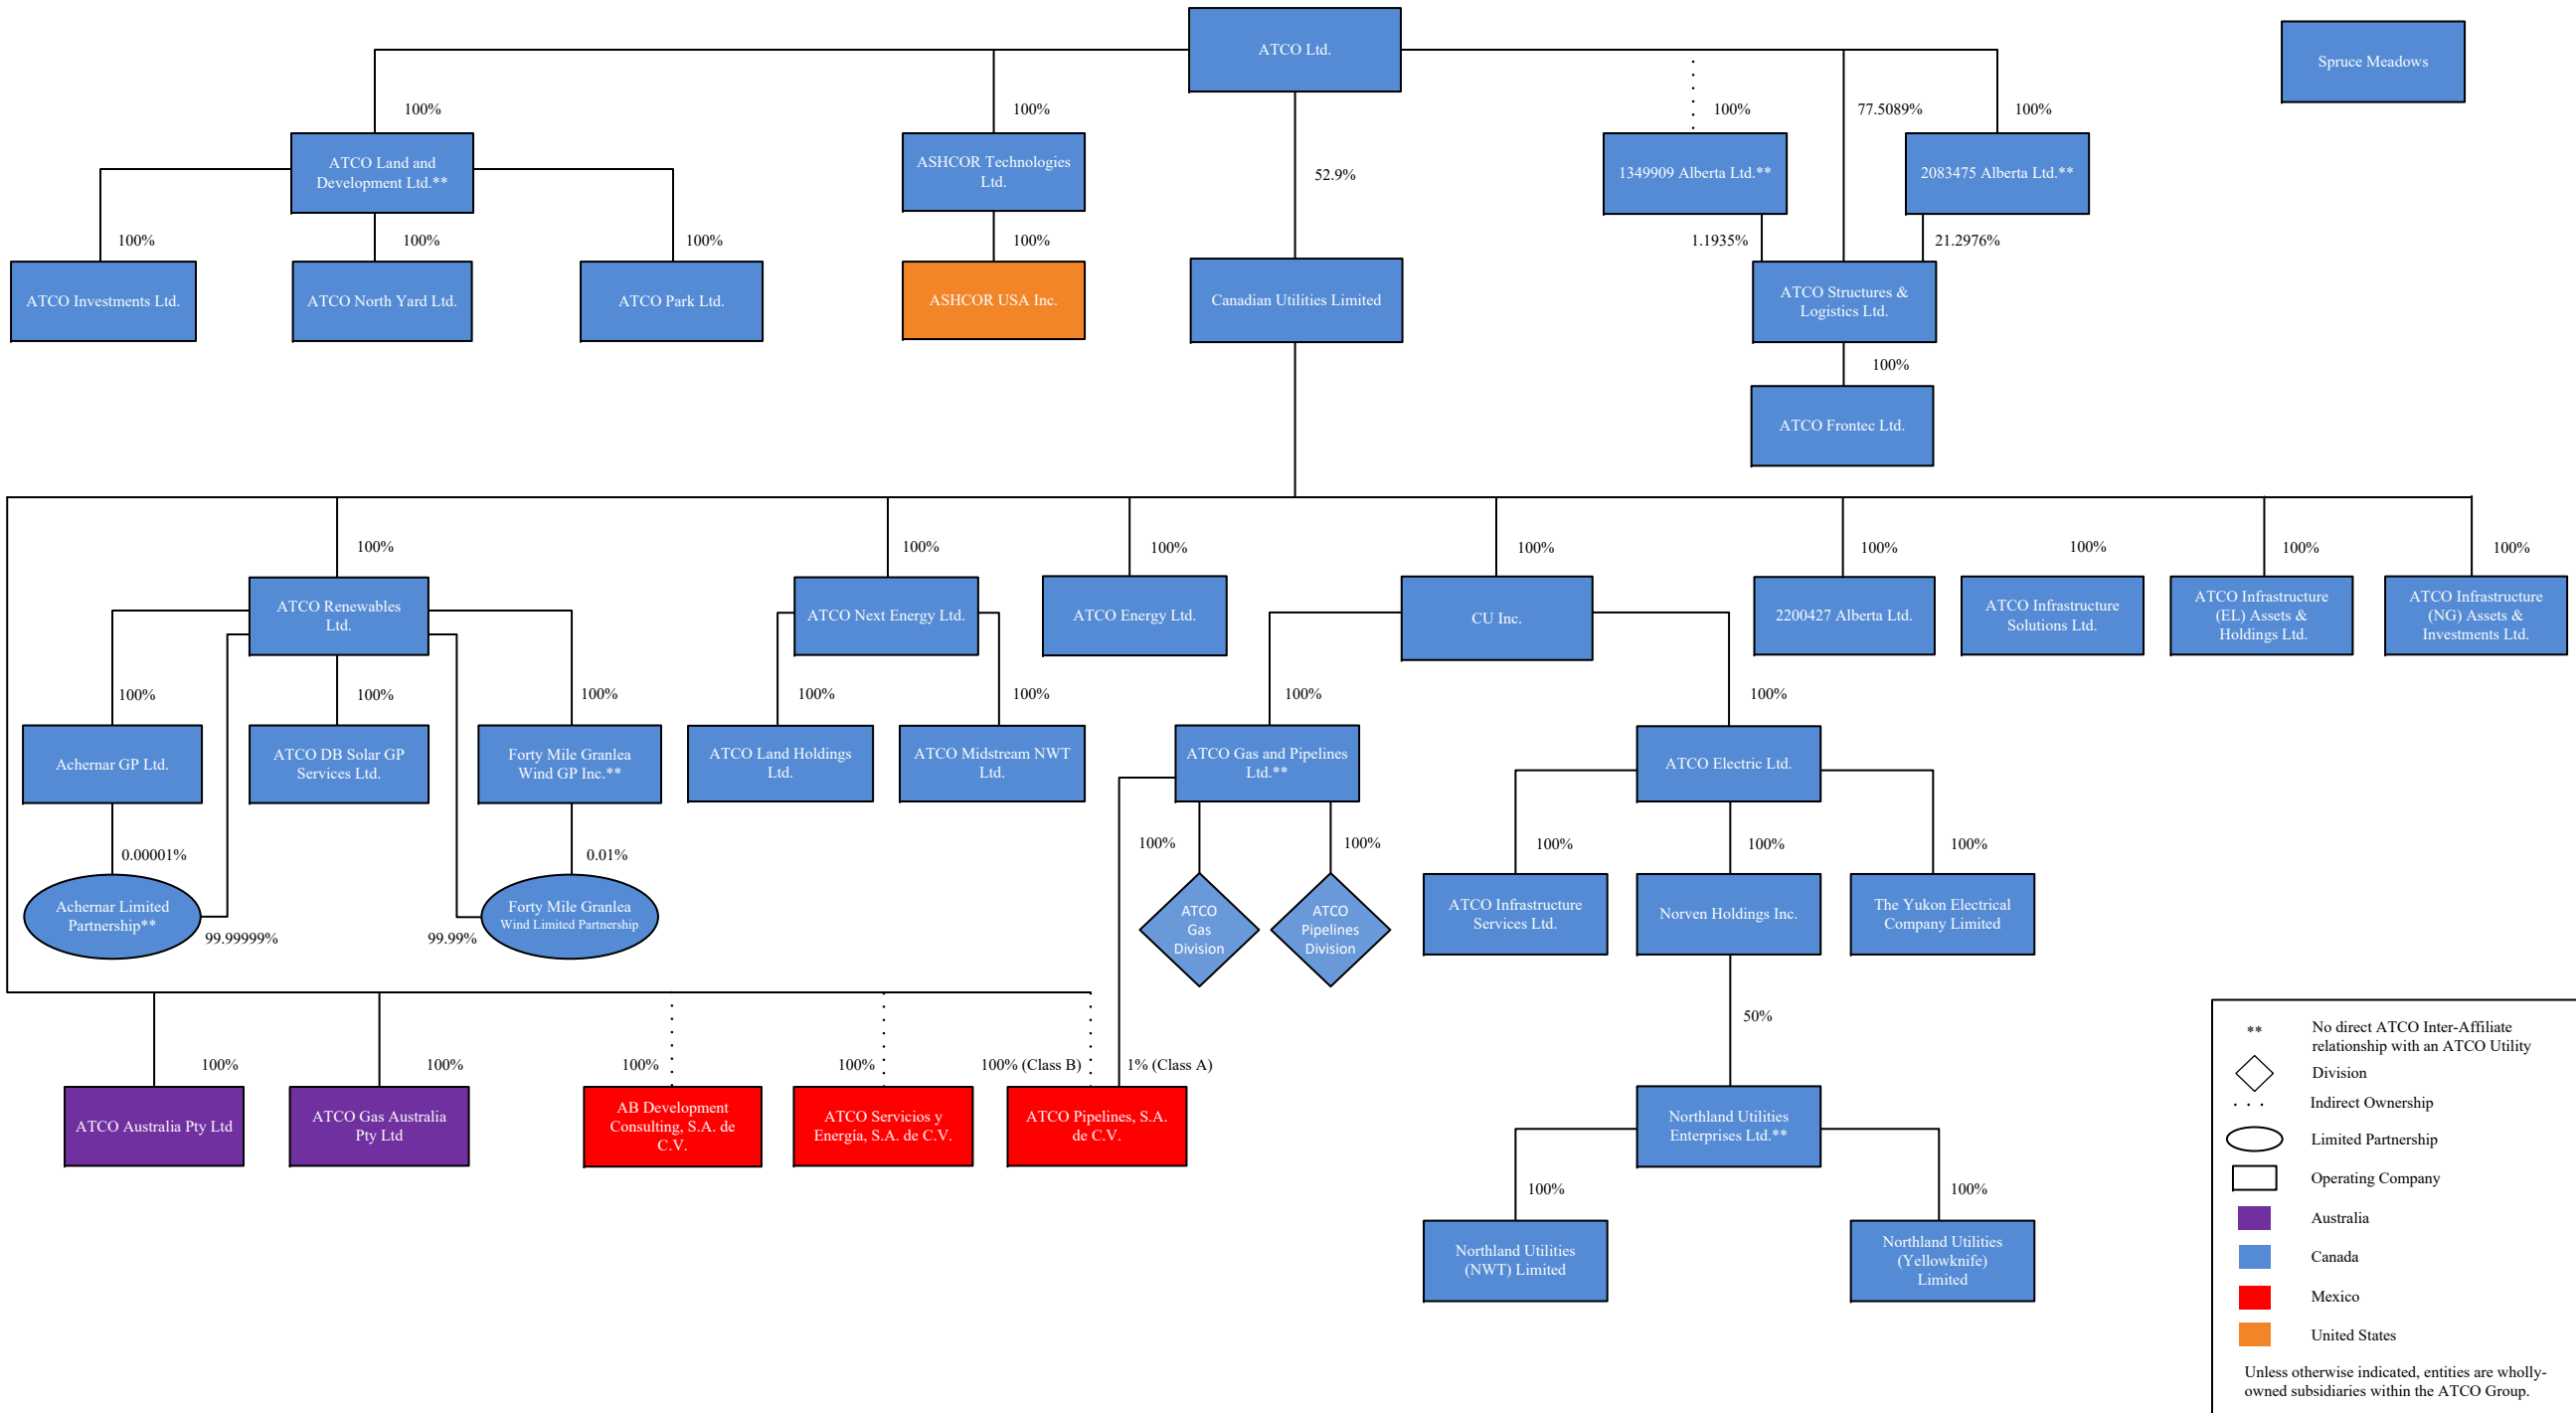 ATCO Ltd.
Spruce Meadows
100%
100%
52.9%
100%
77.5089%
100%
ATCO Land and
Development Ltd.**
ASHCOR Technologies
Ltd.
1349909 Alberta Ltd.**
2083475 Alberta Ltd.**
100%
100%
100%
100%
1.1935%
21.2976%
ATCO Investments Ltd.
ATCO North Yard Ltd.
ATCO Park Ltd.
ASHCOR USA Inc.
Canadian Utilities Limited
ATCO Structures &
Logistics Ltd.
100%
ATCO Frontec Ltd.
100%
100%
100%
100%
100%
100%
100%
100%
ATCO Renewables
Ltd.
ATCO Next Energy Ltd.
ATCO Energy Ltd.
CU Inc.
2200427 Alberta Ltd.
ATCO Infrastructure
Solutions Ltd.
ATCO Infrastructure
(EL) Assets &
Holdings Ltd.
ATCO Infrastructure
(NG) Assets &
Investments Ltd.
100%
100%
100%
100%
100%
100%
100%
Achernar GP Ltd.
ATCO DB Solar GP
Services Ltd.
Forty Mile Granlea
Wind GP Inc.**
ATCO Land Holdings
Ltd.
ATCO Midstream NWT
Ltd.
ATCO Gas and Pipelines
Ltd.**
ATCO Electric Ltd.
0.00001%
0.01%
100%
100%
100%
100%
100%
Achernar Limited
Partnership**
99.99999%
99.99%
Forty Mile Granlea
Wind Limited Partnership
ATCO
Gas
Division
ATCO
Pipelines
Division
ATCO Infrastructure
Services Ltd.
Norven Holdings Inc.
The Yukon Electrical
Company Limited
50%
100%
100%
100%
100%
100% (Class B)
1% (Class A)
ATCO Australia Pty Ltd
ATCO Gas Australia
Pty Ltd
AB Development
Consulting, S.A. de
C.V.
ATCO Servicios y
Energía, S.A. de C.V.
ATCO Pipelines, S.A.
de C.V.
Northland Utilities
Enterprises Ltd.**
100%
100%
Northland Utilities
(NWT) Limited
Northland Utilities
(Yellowknife)
Limited
** No direct ATCO Inter-Affiliate
relationship with an ATCO Utility
Division
Indirect Ownership
Limited Partnership
Operating Company
Australia
Canada
Mexico
United States
Unless otherwise indicated, entities are wholly-
owned subsidiaries within the ATCO Group.